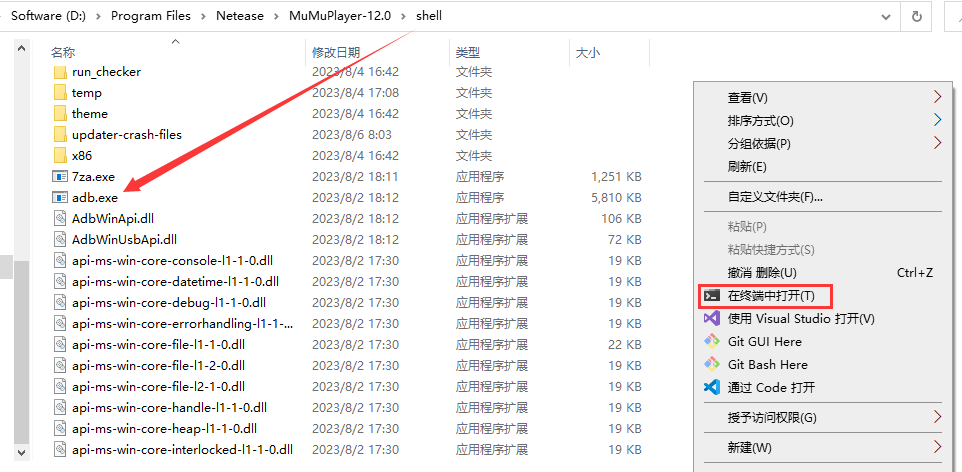 Software (D:) > Program Files > Netease > MuMuPlayer-12.0 > shell
名称 修改日期 类型 大小
run_checker 2023/8/4 16:42 文件夹
temp 2023/8/4 17:08 文件夹
theme 2023/8/4 16:42 文件夹
updater-crash-files 2023/8/6 8:03 文件夹
x86 2023/8/4 16:42 文件夹
7za.exe 2023/8/2 18:11 应用程序 1,251 KB
adb.exe 2023/8/2 18:12 应用程序 5,810 KB
AdbWinApi.dll 2023/8/2 18:12 应用程序扩展 106 KB
AdbWinUsbApi.dll 2023/8/2 18:12 应用程序扩展 72 KB
api-ms-win-core-console-l1-1-0.dll 2023/8/2 17:30 应用程序扩展 19 KB
api-ms-win-core-datetime-l1-1-0.dll 2023/8/2 17:30 应用程序扩展 19 KB
api-ms-win-core-debug-l1-1-0.dll 2023/8/2 17:30 应用程序扩展 19 KB
api-ms-win-core-errorhandling-l1-1-... 2023/8/2 17:30 应用程序扩展 19 KB
api-ms-win-core-file-l1-1-0.dll 2023/8/2 17:30 应用程序扩展 22 KB
api-ms-win-core-file-l1-2-0.dll 2023/8/2 17:30 应用程序扩展 19 KB
api-ms-win-core-file-l2-1-0.dll 2023/8/2 17:30 应用程序扩展 19 KB
api-ms-win-core-handle-l1-1-0.dll 2023/8/2 17:30 应用程序扩展 19 KB
api-ms-win-core-heap-l1-1-0.dll 2023/8/2 17:30 应用程序扩展 19 KB
api-ms-win-core-interlocked-l1-1-0.dll 2023/8/2 17:30 应用程序扩展 19 KB
查看(V)
排序方式(O)
分组依据(P)
刷新(E)
自定义文件夹(F)...
粘贴(P)
粘贴快捷方式(S)
撤消 删除(U) Ctrl+Z
在终端中打开(T)
使用 Visual Studio 打开(V)
Git GUI Here
Git Bash Here
通过 Code 打开
授予访问权限(G)
新建(W)